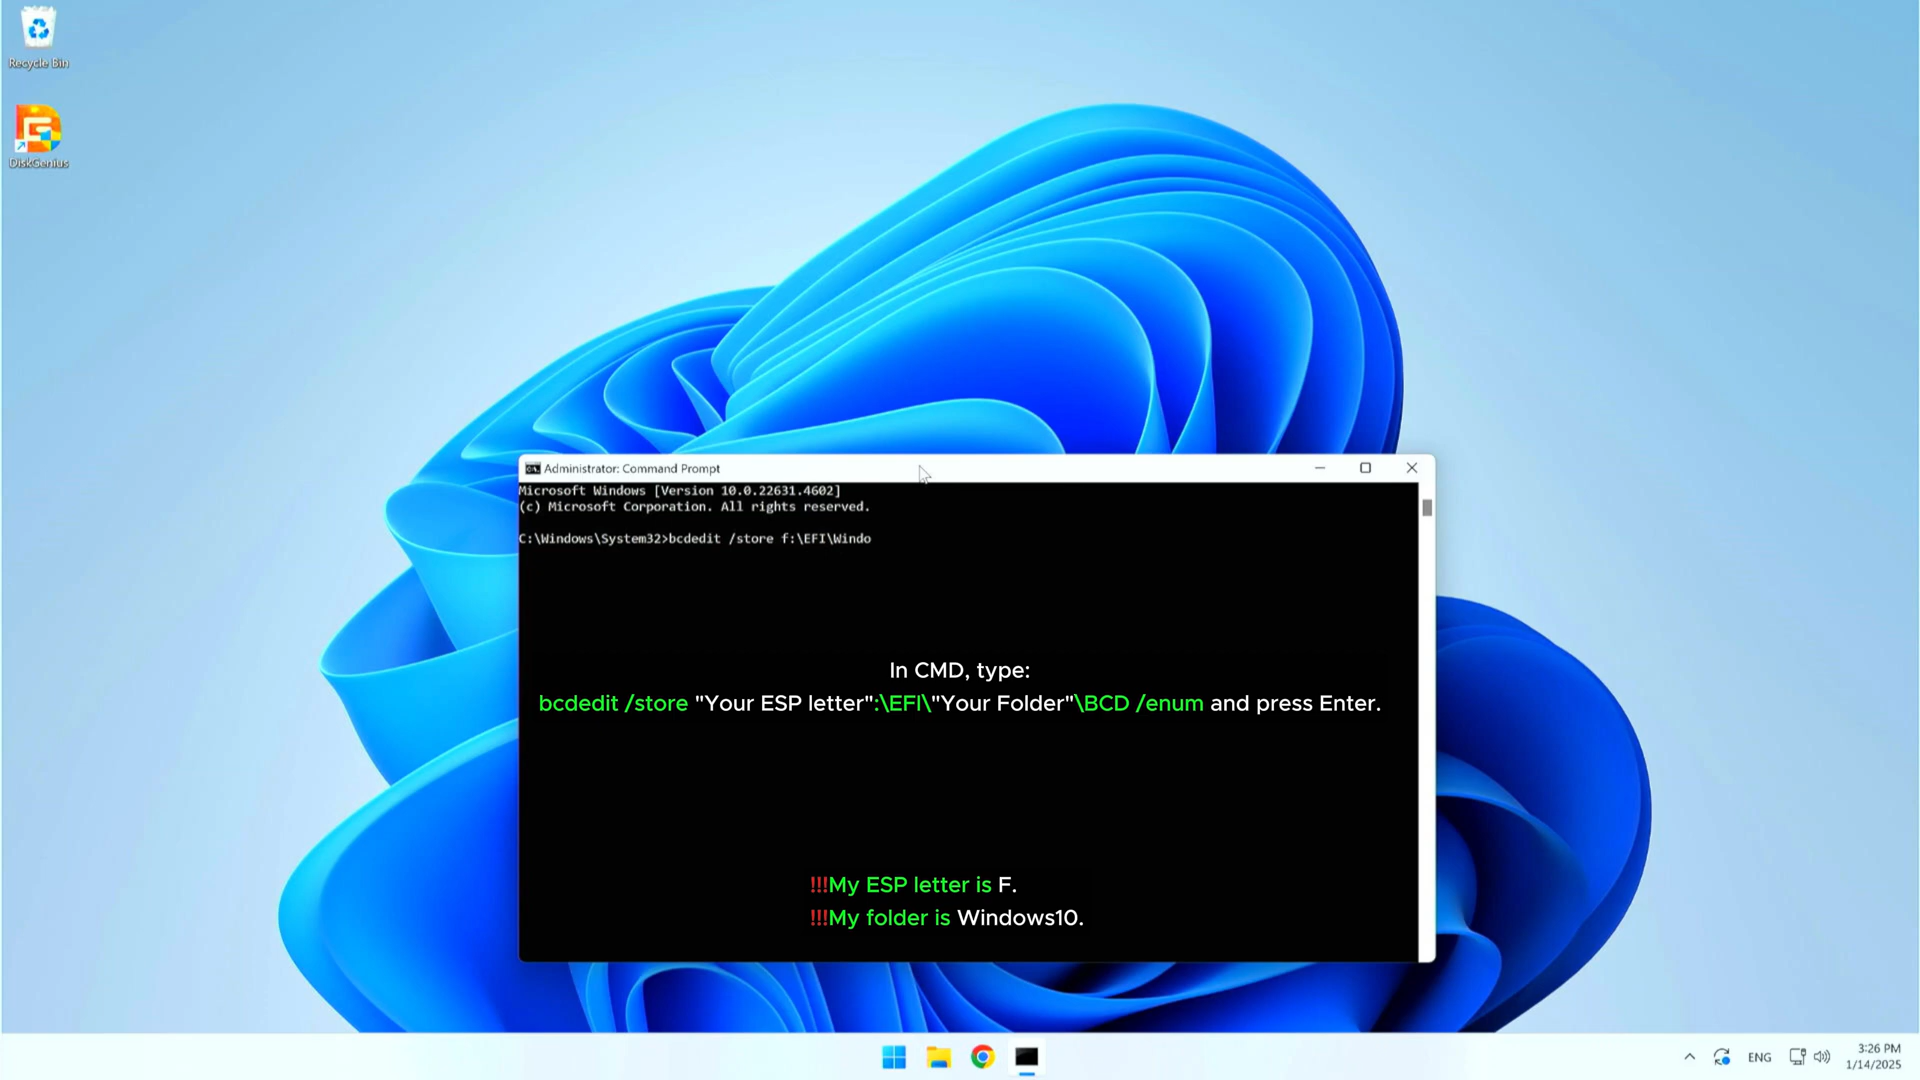 Recycle Bin
DiskGenius
Administrator: Command Prompt
Microsoft Windows [Version 10.0.22631.4602]
(c) Microsoft Corporation. All rights reserved.
C:\Windows\System32>bcdedit /store f:\EFI\Windo
In CMD, type:
bcdedit /store "Your ESP letter":\EFI\"Your Folder"\BCD /enum and press Enter.
!!!My ESP letter is F.
!!!My folder is Windows10.
ENG
3:26 PM
1/14/2025